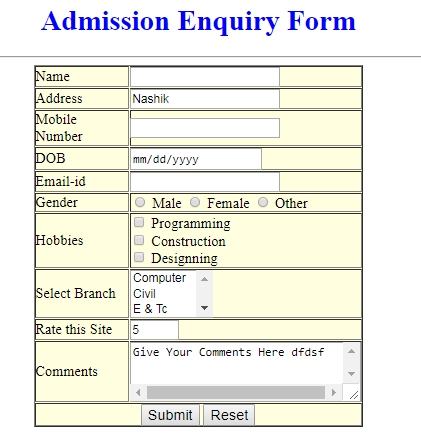 Admission Enquiry Form
Name
Address Nashik
Mobile
Number
DOB mm/dd/yyyy
Email-id
Gender Male Female Other
Hobbies
Programming
Construction
Designning
Select Branch
Computer
Civil
E & Tc
Rate this Site 5
Comments
Give Your Comments Here dfdsf
Submit Reset